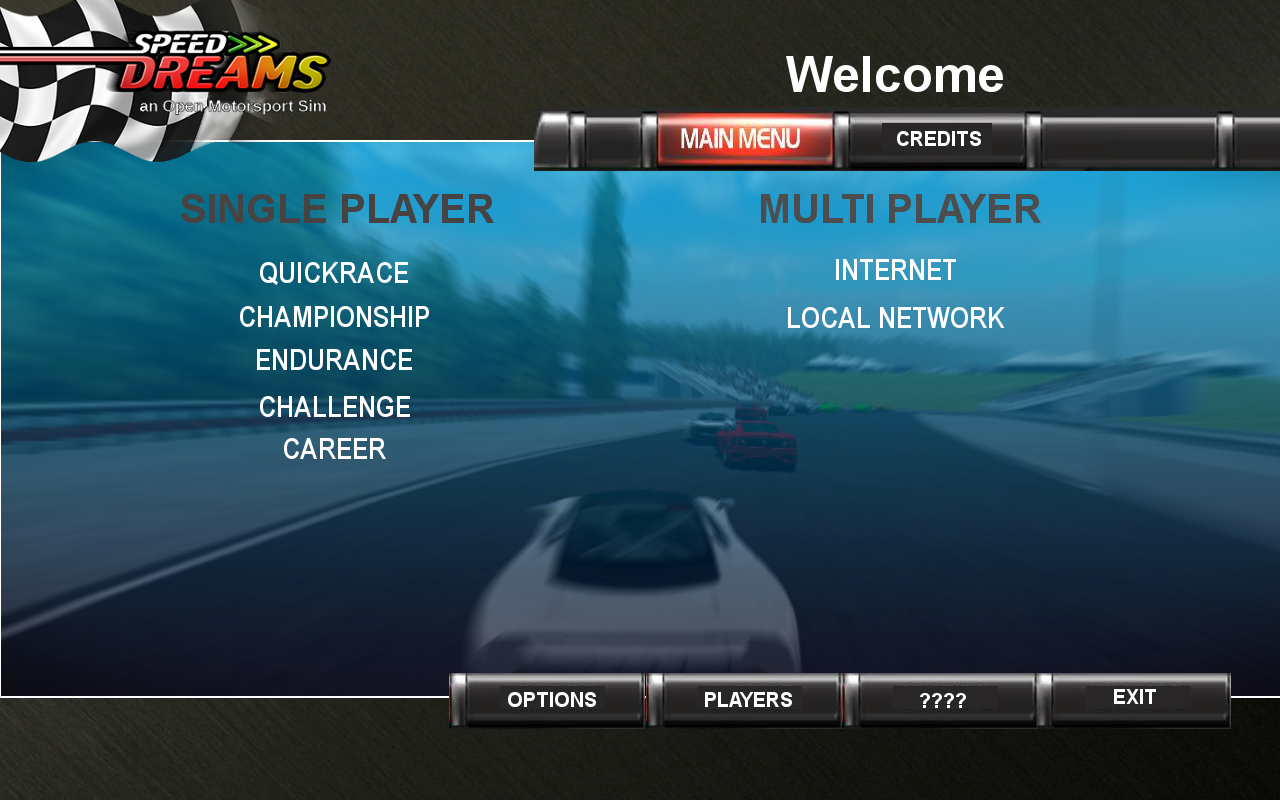 SPEED
DREAMS
an Open Motorsport Sim
Welcome
MAIN MENU
CREDITS
SINGLE PLAYER
QUICKRACE
CHAMPIONSHIP
ENDURANCE
CHALLENGE
CAREER
MULTI PLAYER
INTERNET
LOCAL NETWORK
OPTIONS
PLAYERS
????
EXIT